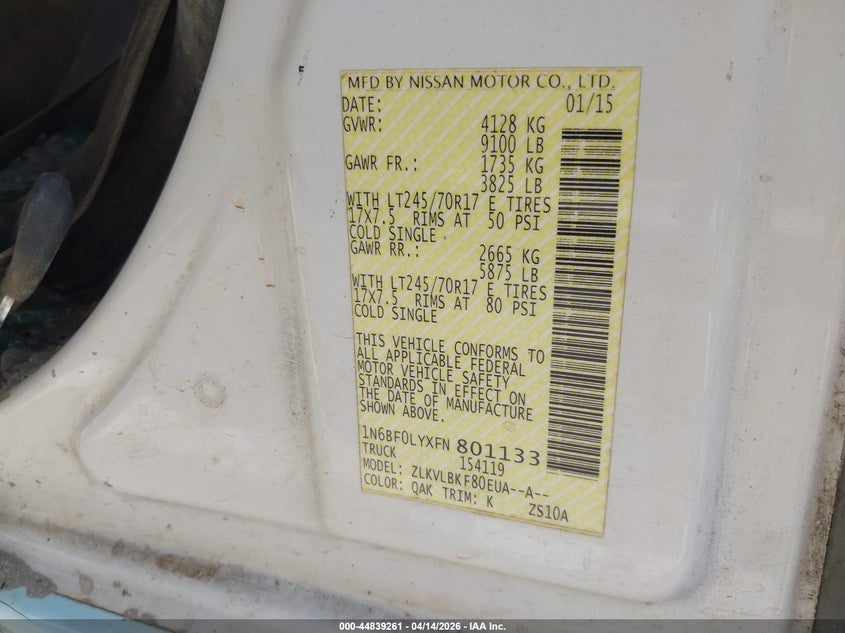 MFD BY NISSAN MOTOR CO., LTD.
DATE: 01/15
GVWR: 4128 KG
9100 LB
GAWR FR.: 1735 KG
3825 LB
WITH LT245/70R17 E TIRES
17X7.5 RIMS AT 50 PSI
COLD SINGLE
GAWR RR.: 2665 KG
5875 LB
WITH LT245/70R17 E TIRES
17X7.5 RIMS AT 80 PSI
COLD SINGLE
THIS VEHICLE CONFORMS TO
ALL APPLICABLE FEDERAL
MOTOR VEHICLE SAFETY
STANDARDS IN EFFECT ON
THE DATE OF MANUFACTURE
SHOWN ABOVE.
1N6BF0LYXFN 801133
TRUCK 154119
MODEL: ZLKVLBKF80EUA--A--
COLOR: QAK TRIM: K ZS10A
000-44839261 - 04/14/2026 - IAA Inc.